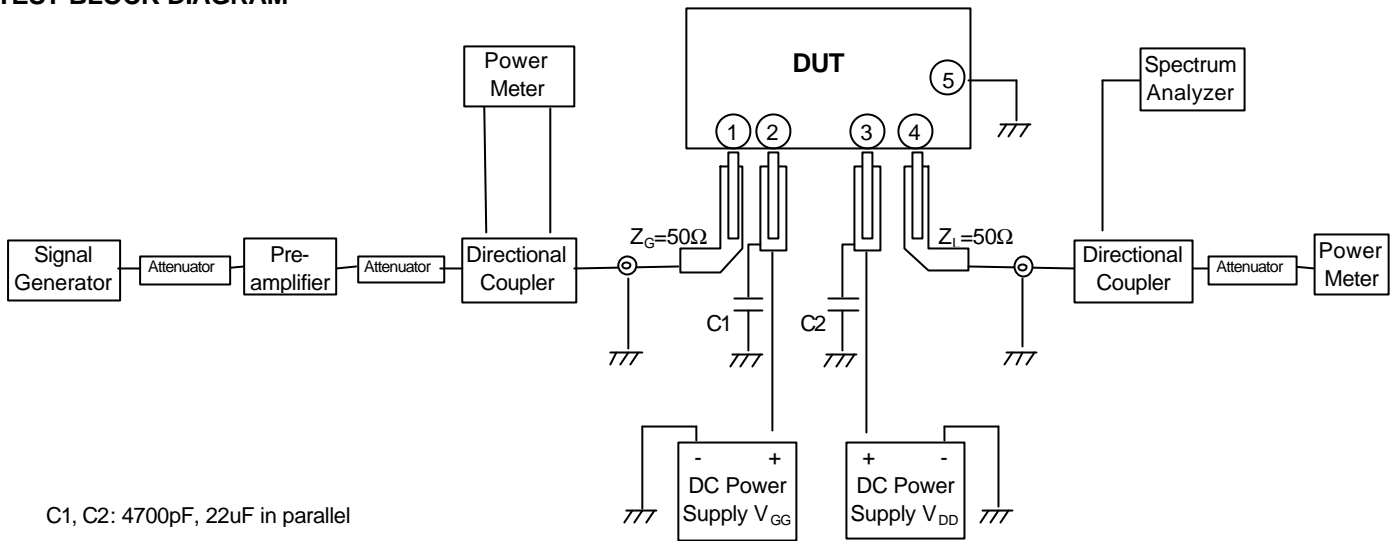 TEST BLOCK DIAGRAM
DUT
Power
Meter
Spectrum
Analyzer
5
1
2
3
4
Z_G=50Ω
Z_L=50Ω
Signal
Generator
Attenuator
Pre-
amplifier
Attenuator
Directional
Coupler
Directional
Coupler
Attenuator
Power
Meter
C1
C2
- +
DC Power
Supply V_GG
+ -
DC Power
Supply V_DD
C1, C2: 4700pF, 22uF in parallel